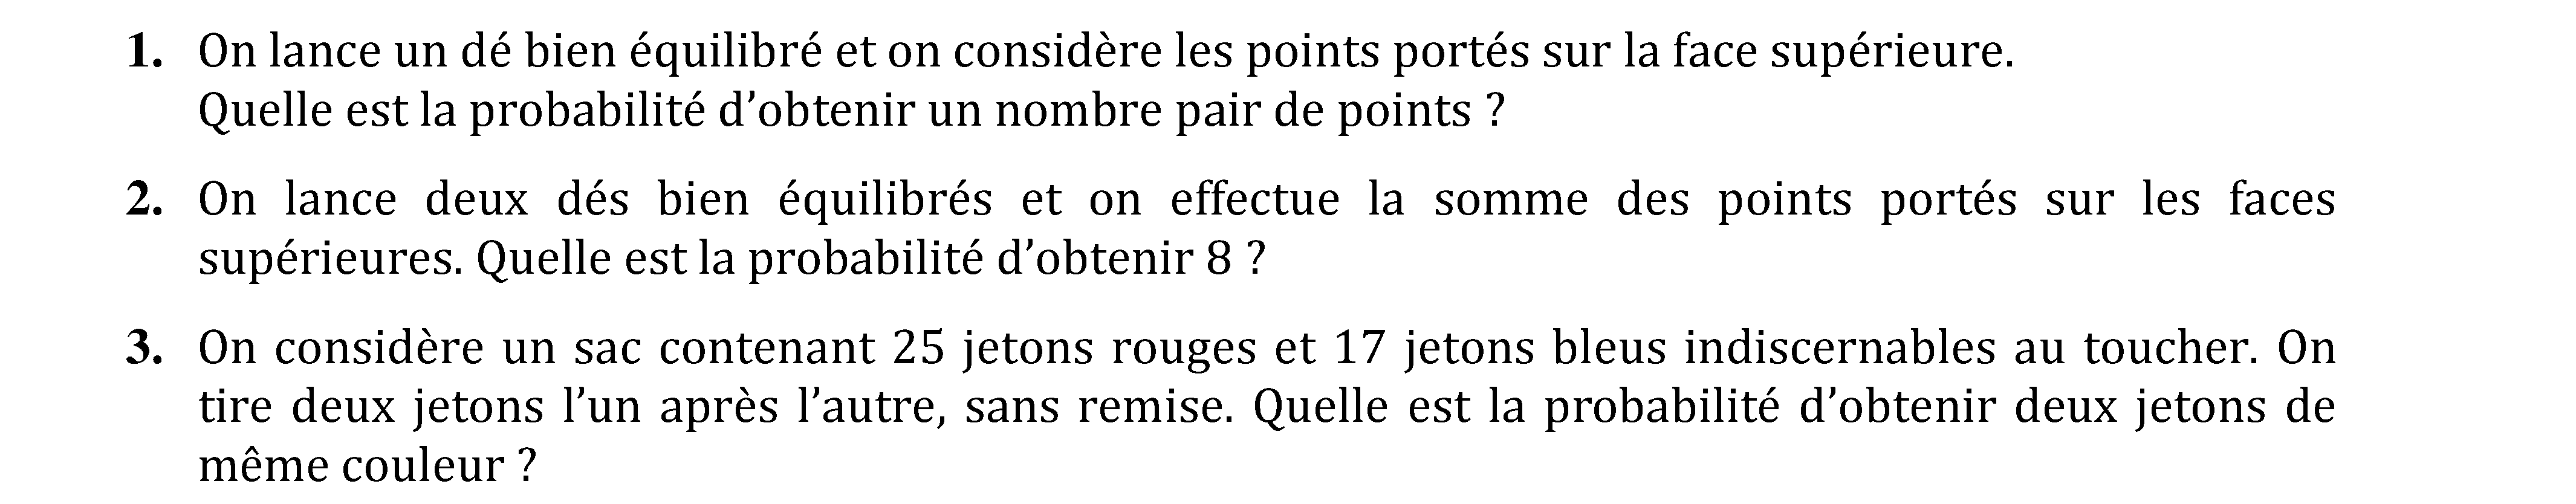 1. On lance un dé bien équilibré et on considère les points portés sur la face supérieure.
Quelle est la probabilité d’obtenir un nombre pair de points ?
2. On lance deux dés bien équilibrés et on effectue la somme des points portés sur les faces
supérieures. Quelle est la probabilité d’obtenir 8 ?
3. On considère un sac contenant 25 jetons rouges et 17 jetons bleus indiscernables au toucher. On
tire deux jetons l’un après l’autre, sans remise. Quelle est la probabilité d’obtenir deux jetons de
même couleur ?